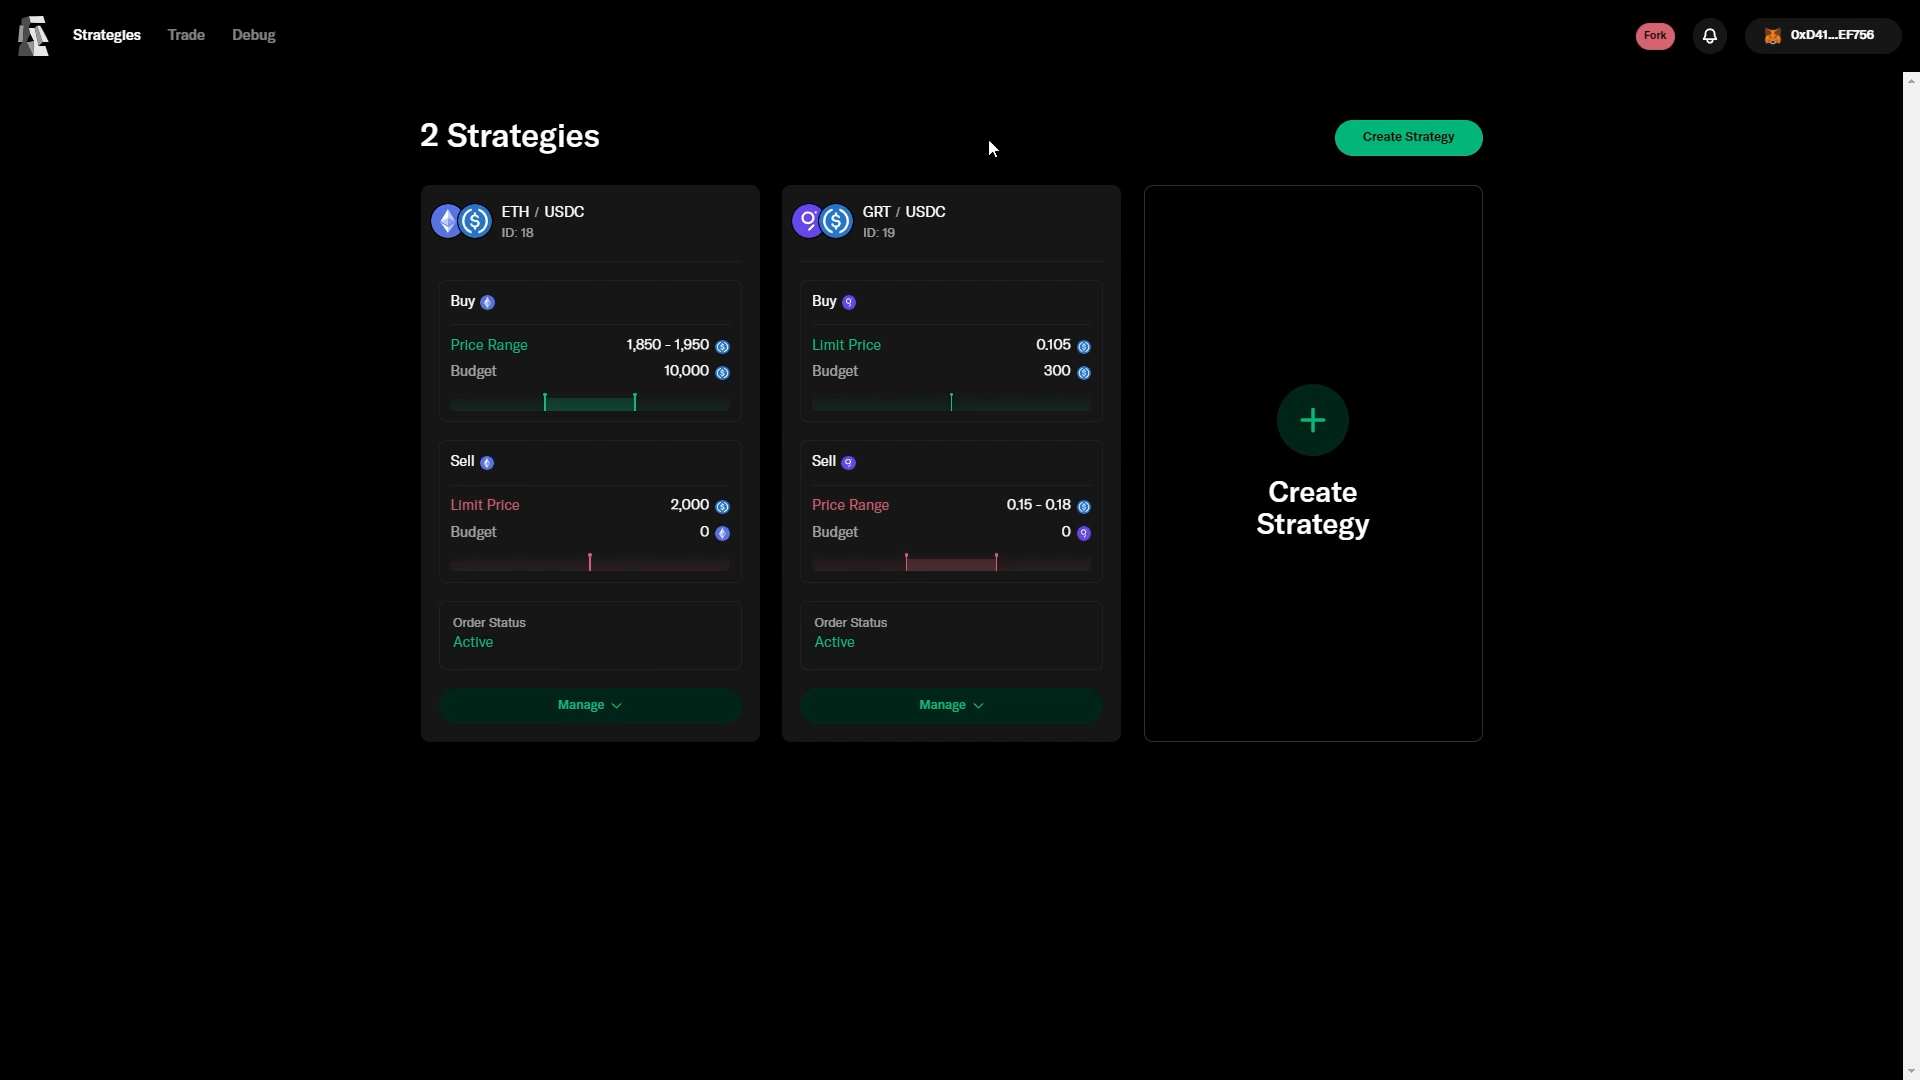 Strategies Trade Debug
Fork
0xD41...EF756
2 Strategies
Create Strategy
ETH / USDC
ID: 18
Buy
Price Range 1,850 - 1,950
Budget 10,000
Sell
Limit Price 2,000
Budget 0
Order Status
Active
Manage
GRT / USDC
ID: 19
Buy
Limit Price 0.105
Budget 300
Sell
Price Range 0.15 - 0.18
Budget 0
Order Status
Active
Manage
Create
Strategy